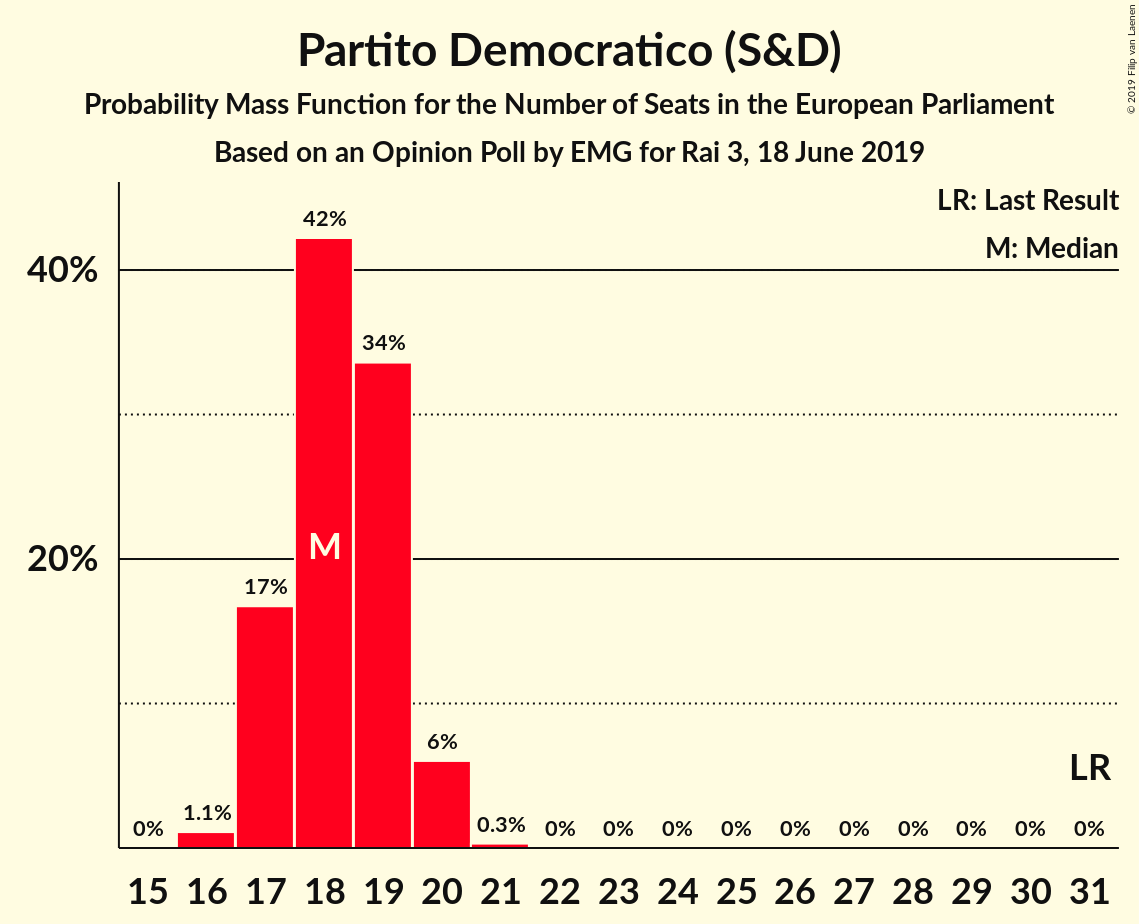 Partito Democratico (S&D)
Probability Mass Function for the Number of Seats in the European Parliament
Based on an Opinion Poll by EMG for Rai 3, 18 June 2019
© 2019 Filip van Laenen
LR: Last Result
M: Median
40%
20%
0%
1.1%
17%
42%
34%
6%
0.3%
0%
0%
0%
0%
0%
0%
0%
0%
0%
0%
M
LR
15 16 17 18 19 20 21 22 23 24 25 26 27 28 29 30 31